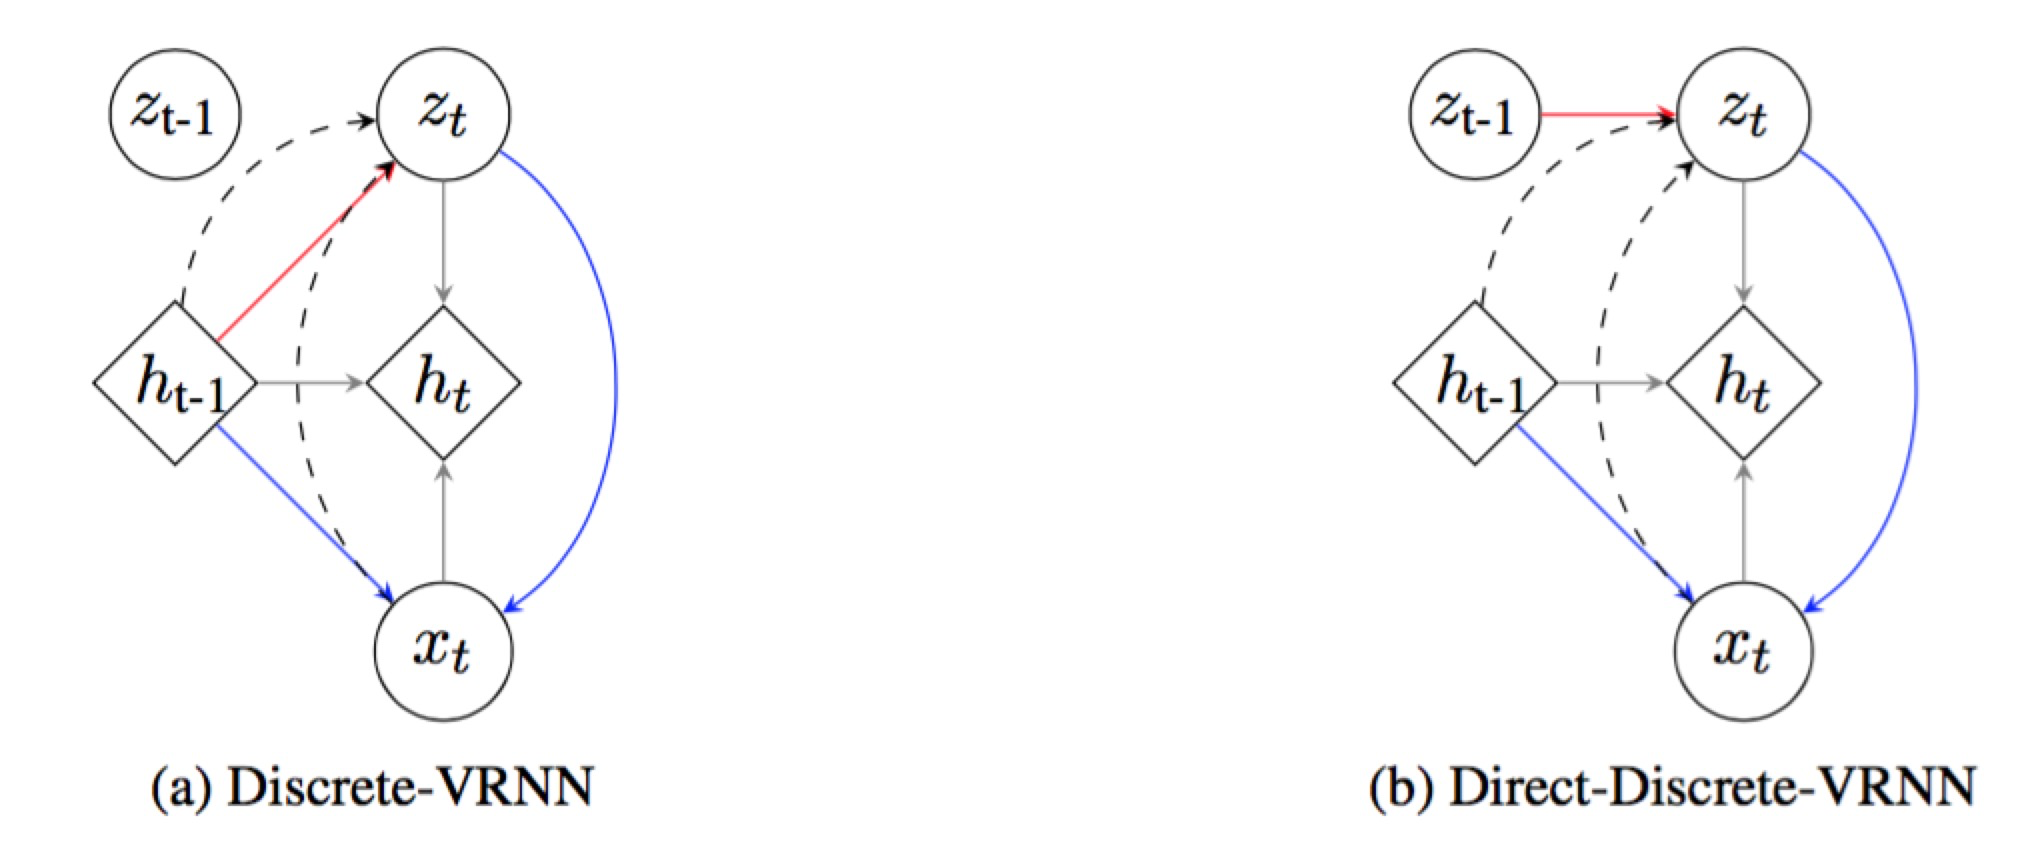 z_{t-1} z_t z_{t-1} z_t
h_{t-1} h_t h_{t-1} h_t
x_t x_t
(a) Discrete-VRNN (b) Direct-Discrete-VRNN